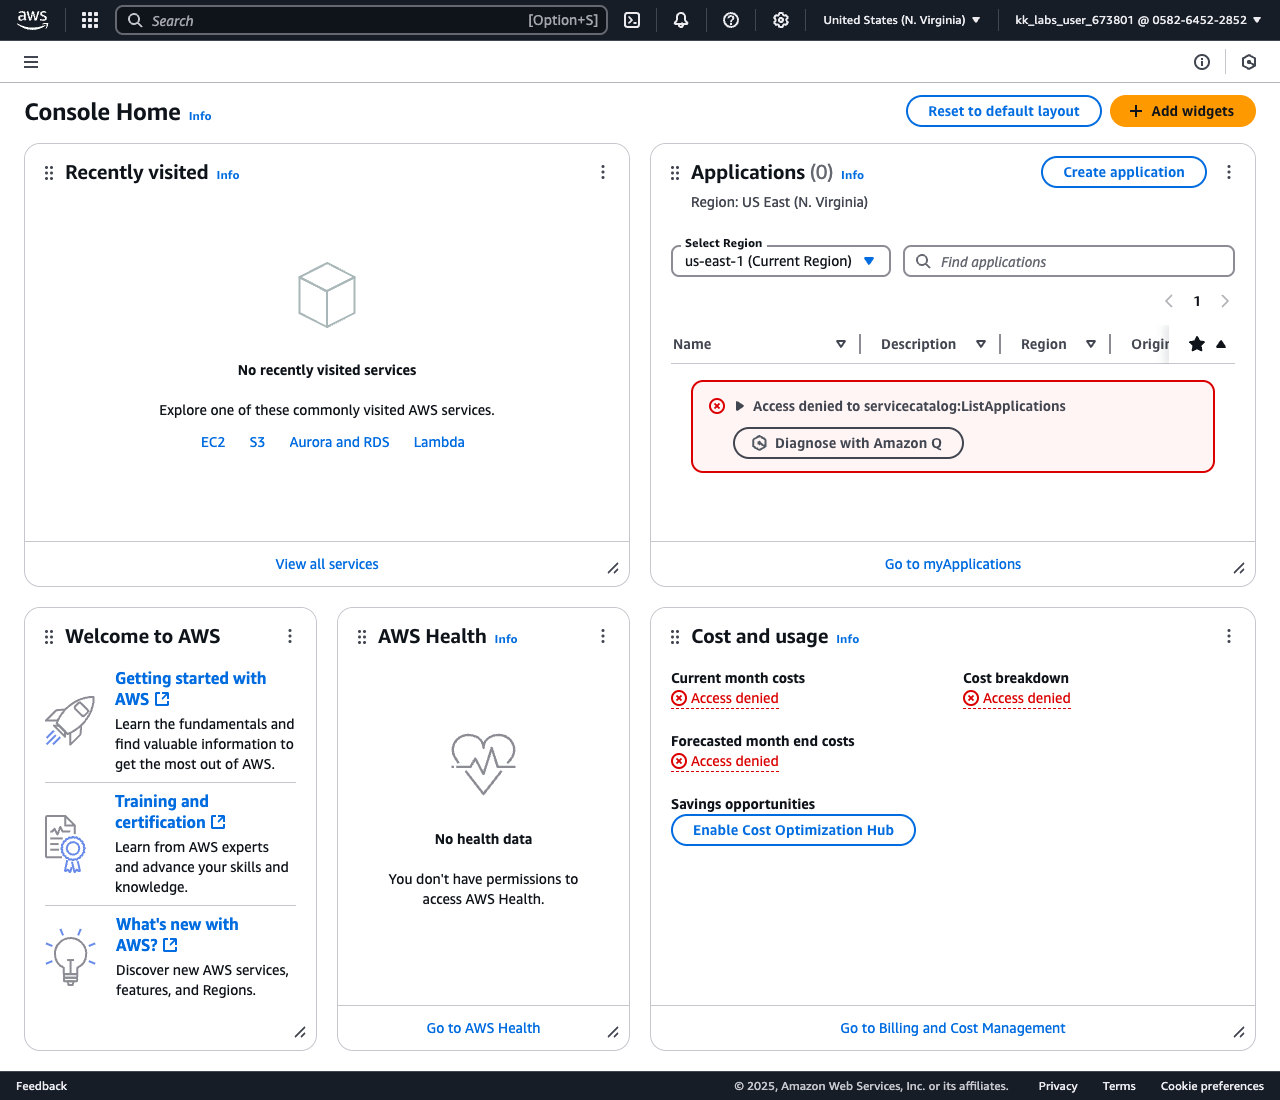 aws
Search
[Option+S]
United States (N. Virginia)
kk_labs_user_673801 @ 0582-6452-2852
Console Home Info
Reset to default layout
Add widgets
Recently visited Info
No recently visited services
Explore one of these commonly visited AWS services.
EC2 S3 Aurora and RDS Lambda
View all services
Applications (0) Info
Create application
Region: US East (N. Virginia)
Select Region
us-east-1 (Current Region)
Find applications
1
Name Description Region Origin
Access denied to servicecatalog:ListApplications
Diagnose with Amazon Q
Go to myApplications
Welcome to AWS
Getting started with
AWS
Learn the fundamentals and
find valuable information to
get the most out of AWS.
Training and
certification
Learn from AWS experts
and advance your skills and
knowledge.
What's new with
AWS?
Discover new AWS services,
features, and Regions.
AWS Health Info
No health data
You don't have permissions to
access AWS Health.
Go to AWS Health
Cost and usage Info
Current month costs
Access denied
Cost breakdown
Access denied
Forecasted month end costs
Access denied
Savings opportunities
Enable Cost Optimization Hub
Go to Billing and Cost Management
Feedback
© 2025, Amazon Web Services, Inc. or its affiliates.
Privacy
Terms
Cookie preferences